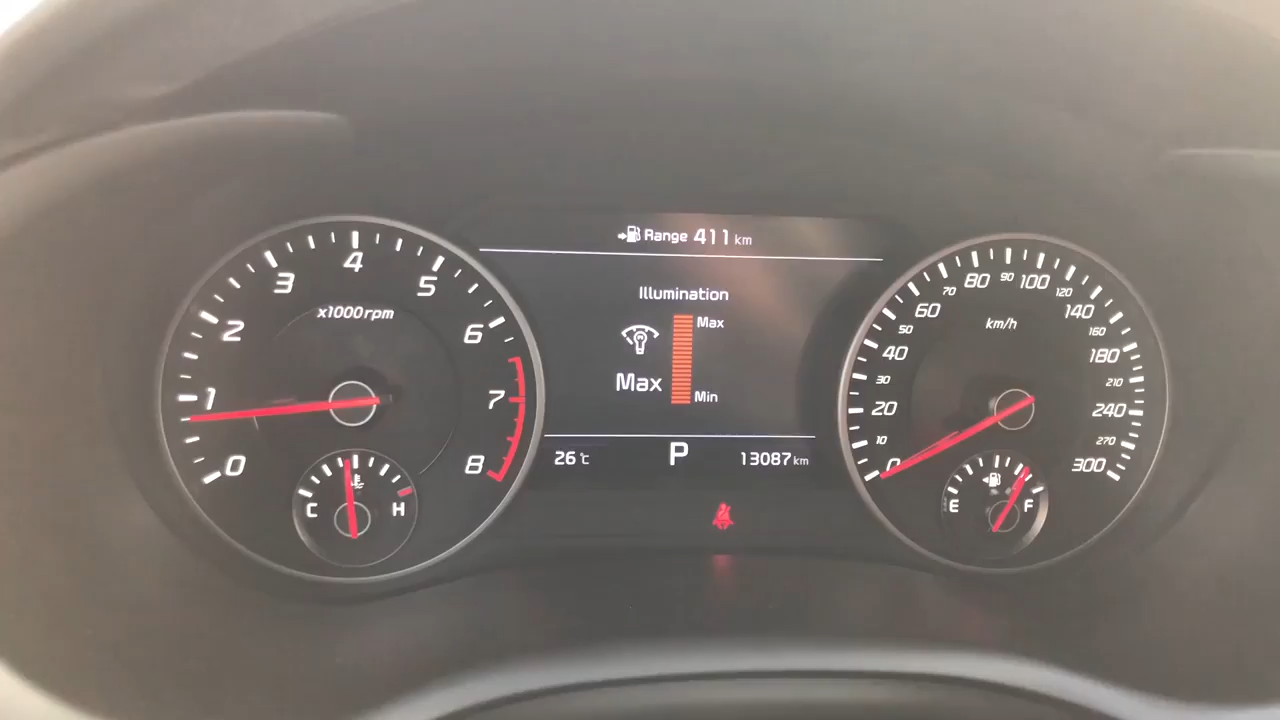 Range 411 km
Illumination
Max
Max
Min
26 ℃
P
13087 km
0
1
2
3
4
5
6
7
8
x1000rpm
C
H
0
10
20
30
40
50
60
70
80
90
100
120
140
160
180
210
240
270
300
km/h
E
F